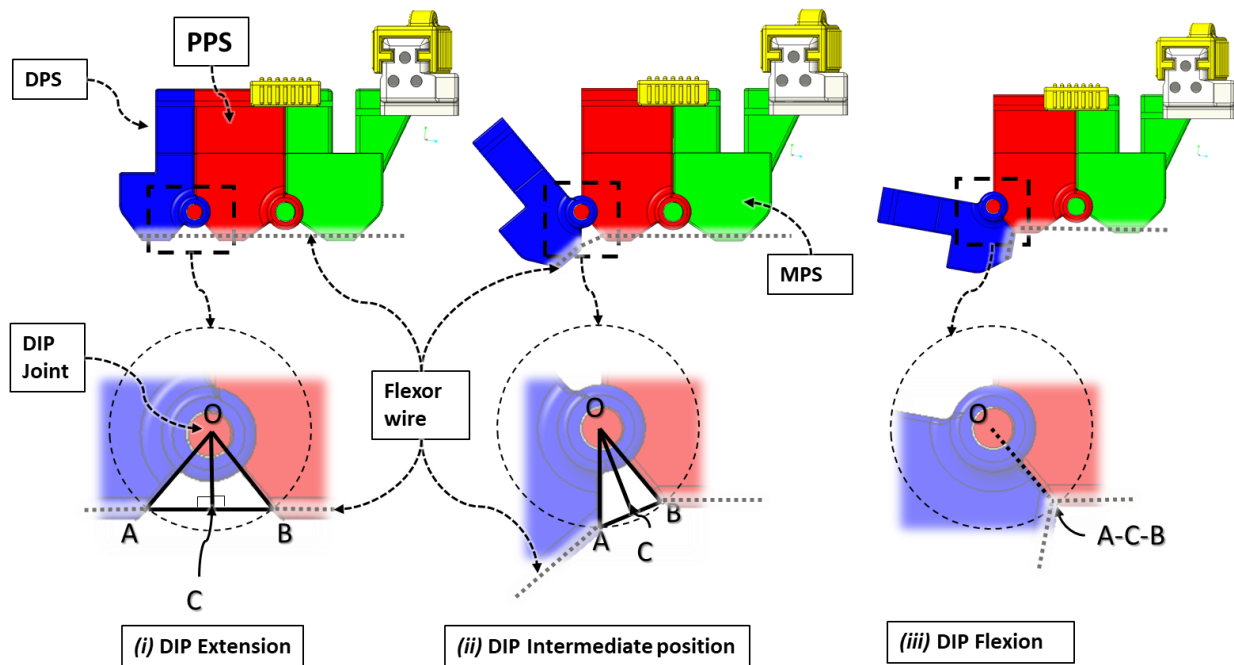 PPS
DPS
MPS
DIP
Joint
Flexor
wire
O
A
B
C
O
A
B
C
O
A-C-B
(i) DIP Extension
(ii) DIP Intermediate position
(iii) DIP Flexion